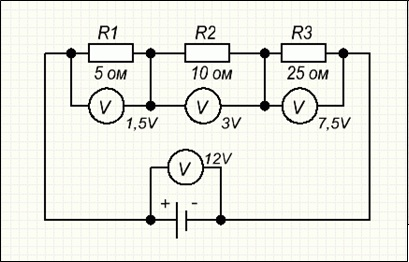 R1 R2 R3
5 ом 10 ом 25 ом
V 1,5V V 3V V 7,5V
V 12V
+ -